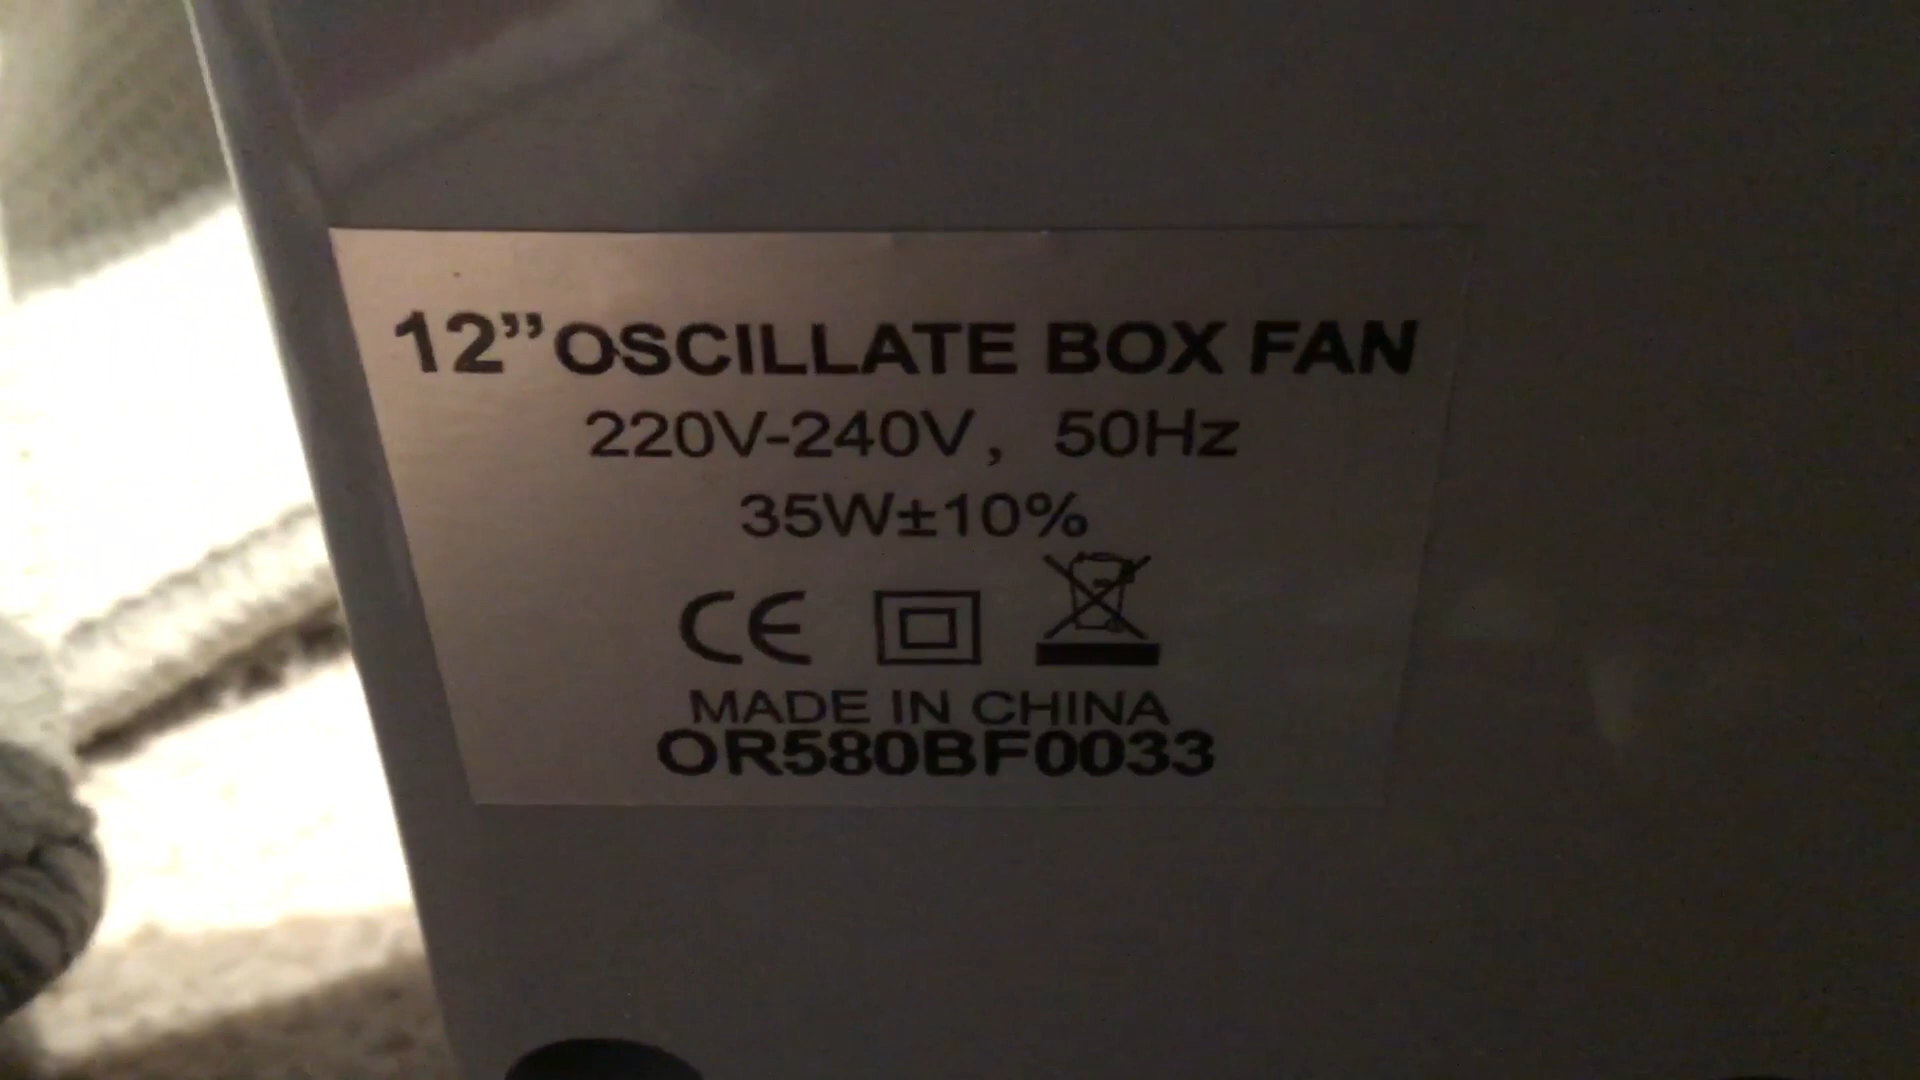 12”OSCILLATE BOX FAN
220V-240V, 50Hz
35W±10%
CE
MADE IN CHINA
OR580BF0033